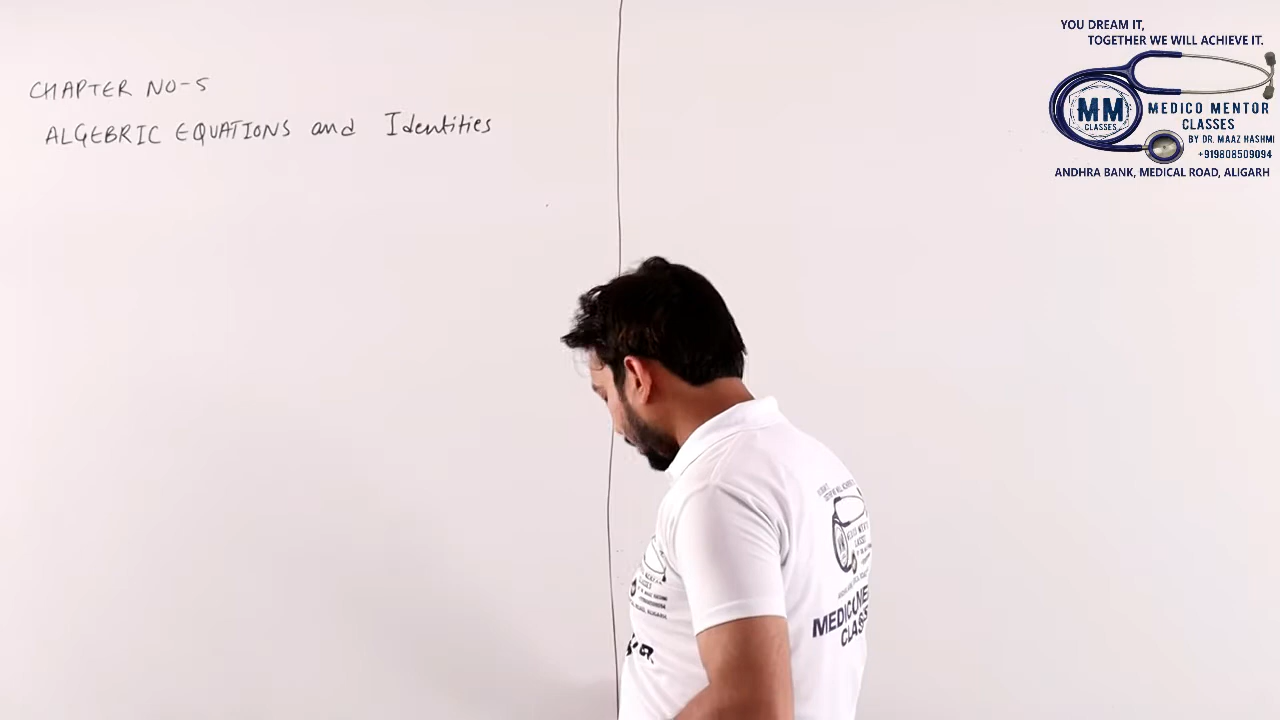 CHAPTER NO-5
ALGEBRIC EQUATIONS and Identities
YOU DREAM IT,
TOGETHER WE WILL ACHIEVE IT.
MM
CLASSES
MEDICO MENTOR
CLASSES
BY DR. MAAZ HASHMI
+919808509094
ANDHRA BANK, MEDICAL ROAD, ALIGARH